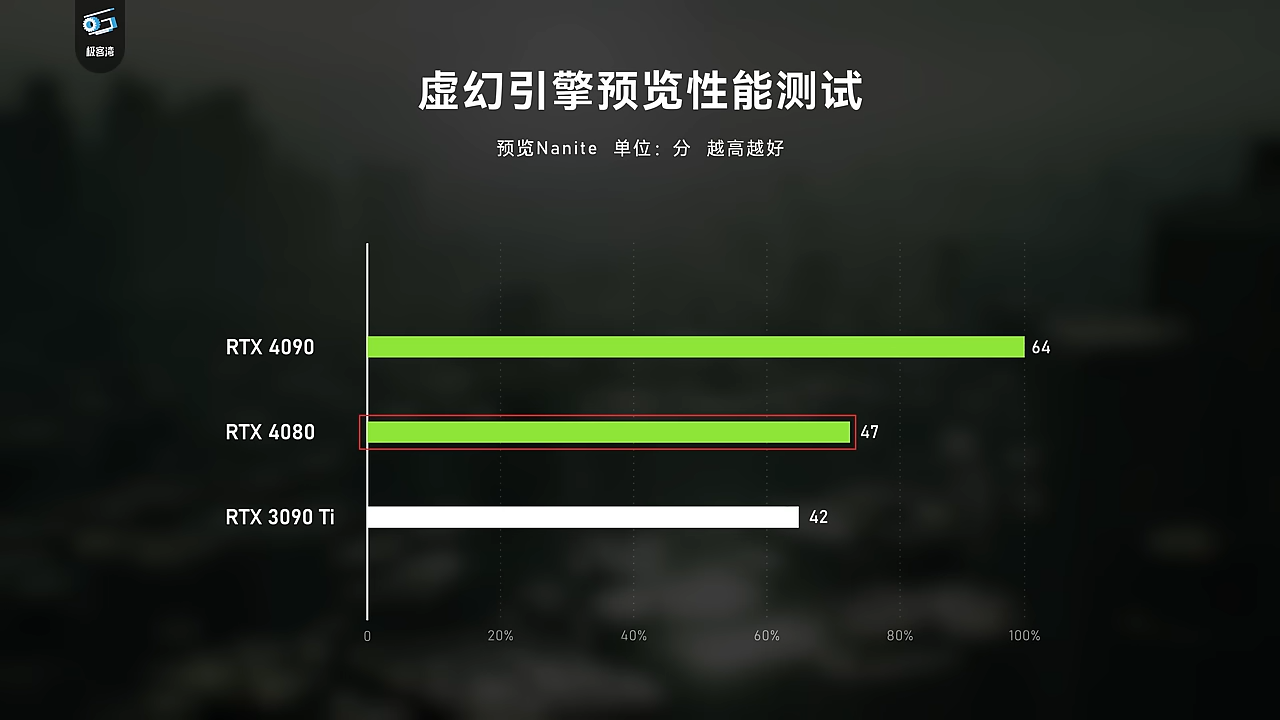 极客湾
虚幻引擎预览性能测试
预览Nanite 单位：分 越高越好
RTX 4090 64
RTX 4080 47
RTX 3090 Ti 42
0 20% 40% 60% 80% 100%